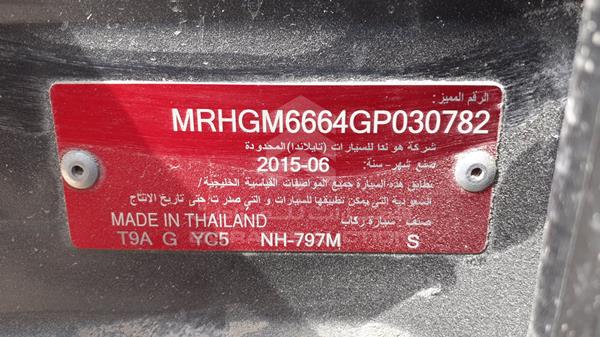 الرقم المميز:
MRHGM6664GP030782
شركة هوندا للسيارات (تايلاندا) المحدودة
صنع شهر- سنة: 2015-06
تطابق هذه السيارة جميع المواصفات القياسية الخليجية/
السعودية التي يمكن تطبيقها للسيارات و التي صدرت/ حتى تاريخ الانتاج
صنف - سيارة ركاب
MADE IN THAILAND
T9A G YC5 NH-797M S